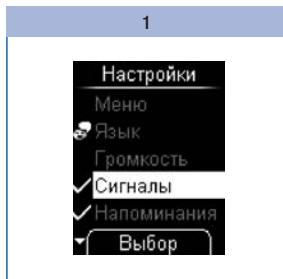 1
Настройки
Меню
Язык
Громкость
Сигналы
Напоминания
Выбор